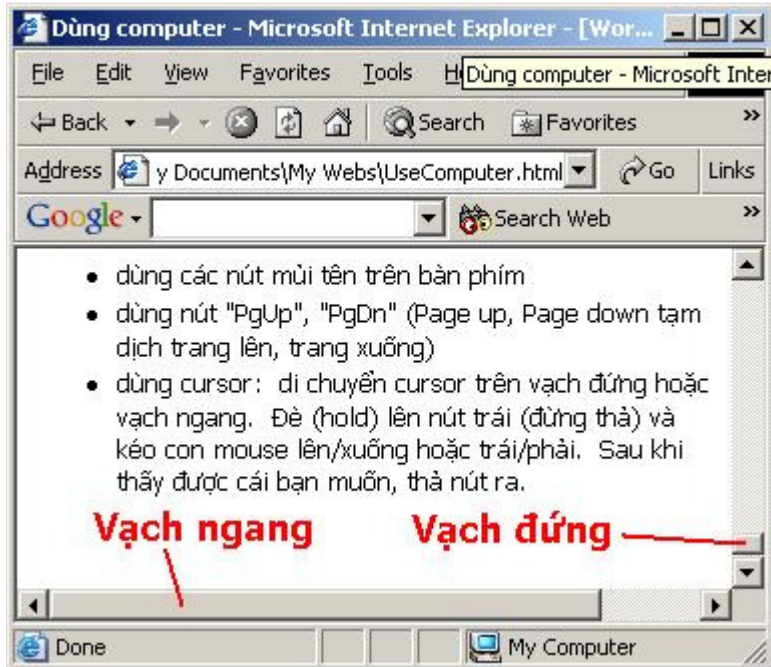 Dùng computer - Microsoft Internet Explorer - [Wor...
File Edit View Favorites Tools H
Dùng computer - Microsoft Inter
Back Search Favorites »
Address y Documents\My Webs\UseComputer.html Go Links
Google Search Web »
• dùng các nút mủi tên trên bàn phím
• dùng nút "PgUp", "PgDn" (Page up, Page down tạm
dịch trang lên, trang xuống)
• dùng cursor: di chuyển cursor trên vạch đứng hoặc
vạch ngang. Đè (hold) lên nút trái (đừng thả) và
kéo con mouse lên/xuống hoặc trái/phải. Sau khi
thấy được cái bạn muốn, thả nút ra.
Vạch ngang Vạch đứng
Done My Computer